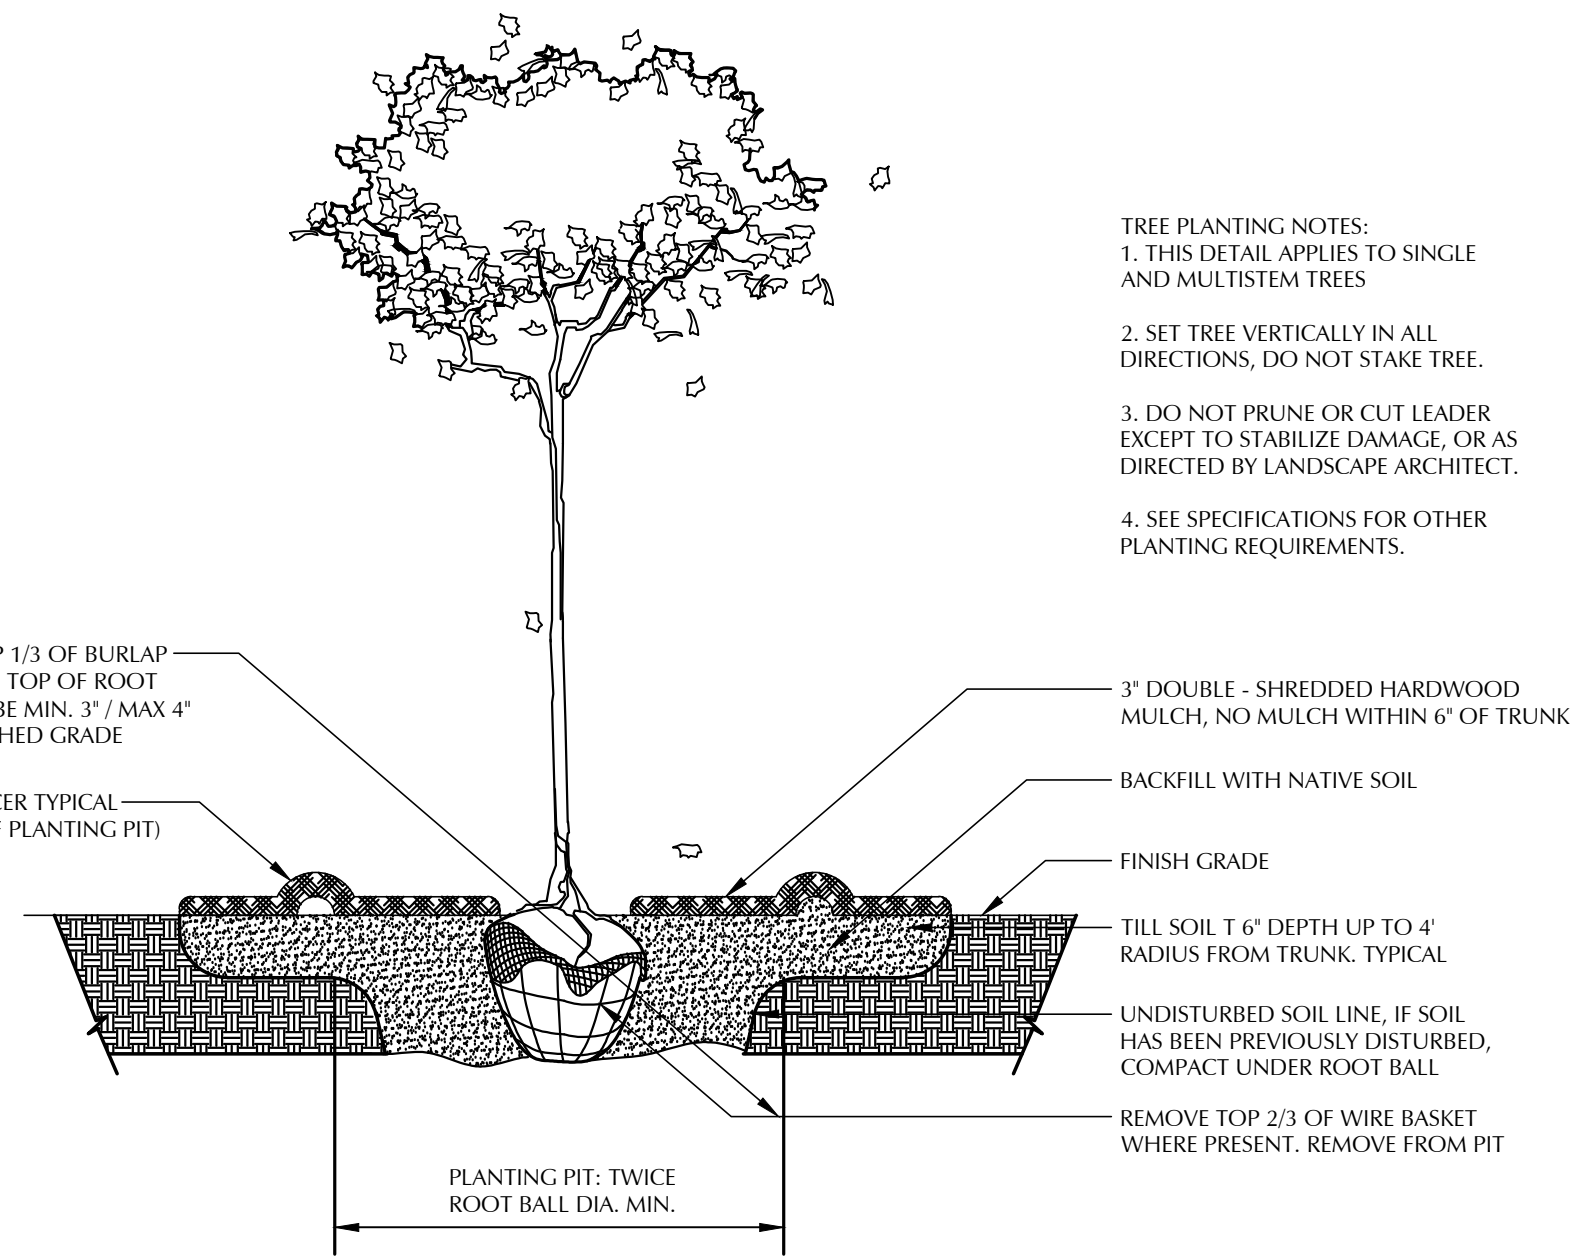 TREE PLANTING NOTES:
1. THIS DETAIL APPLIES TO SINGLE
AND MULTISTEM TREES
2. SET TREE VERTICALLY IN ALL
DIRECTIONS, DO NOT STAKE TREE.
3. DO NOT PRUNE OR CUT LEADER
EXCEPT TO STABILIZE DAMAGE, OR AS
DIRECTED BY LANDSCAPE ARCHITECT.
4. SEE SPECIFICATIONS FOR OTHER
PLANTING REQUIREMENTS.
1/3 OF BURLAP
TOP OF ROOT
BE MIN. 3" / MAX 4"
GRADE
TYPICAL
PLANTING PIT)
3" DOUBLE - SHREDDED HARDWOOD
MULCH, NO MULCH WITHIN 6" OF TRUNK
BACKFILL WITH NATIVE SOIL
FINISH GRADE
TILL SOIL T 6" DEPTH UP TO 4'
RADIUS FROM TRUNK. TYPICAL
UNDISTURBED SOIL LINE, IF SOIL
HAS BEEN PREVIOUSLY DISTURBED,
COMPACT UNDER ROOT BALL
REMOVE TOP 2/3 OF WIRE BASKET
WHERE PRESENT. REMOVE FROM PIT
PLANTING PIT: TWICE
ROOT BALL DIA. MIN.